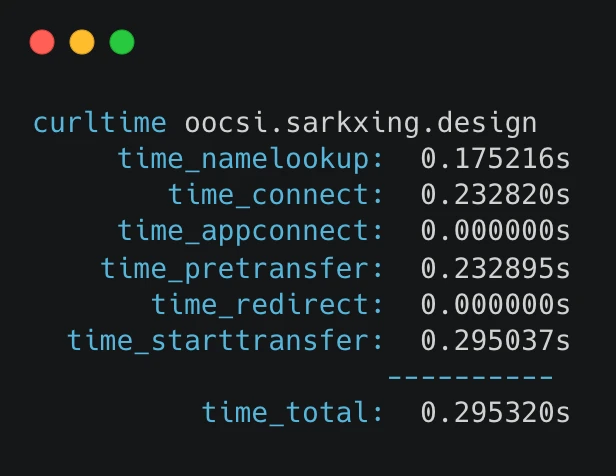 curltime oocsi.sarkxing.design
time_namelookup: 0.175216s
time_connect: 0.232820s
time_appconnect: 0.000000s
time_pretransfer: 0.232895s
time_redirect: 0.000000s
time_starttransfer: 0.295037s
----------
time_total: 0.295320s